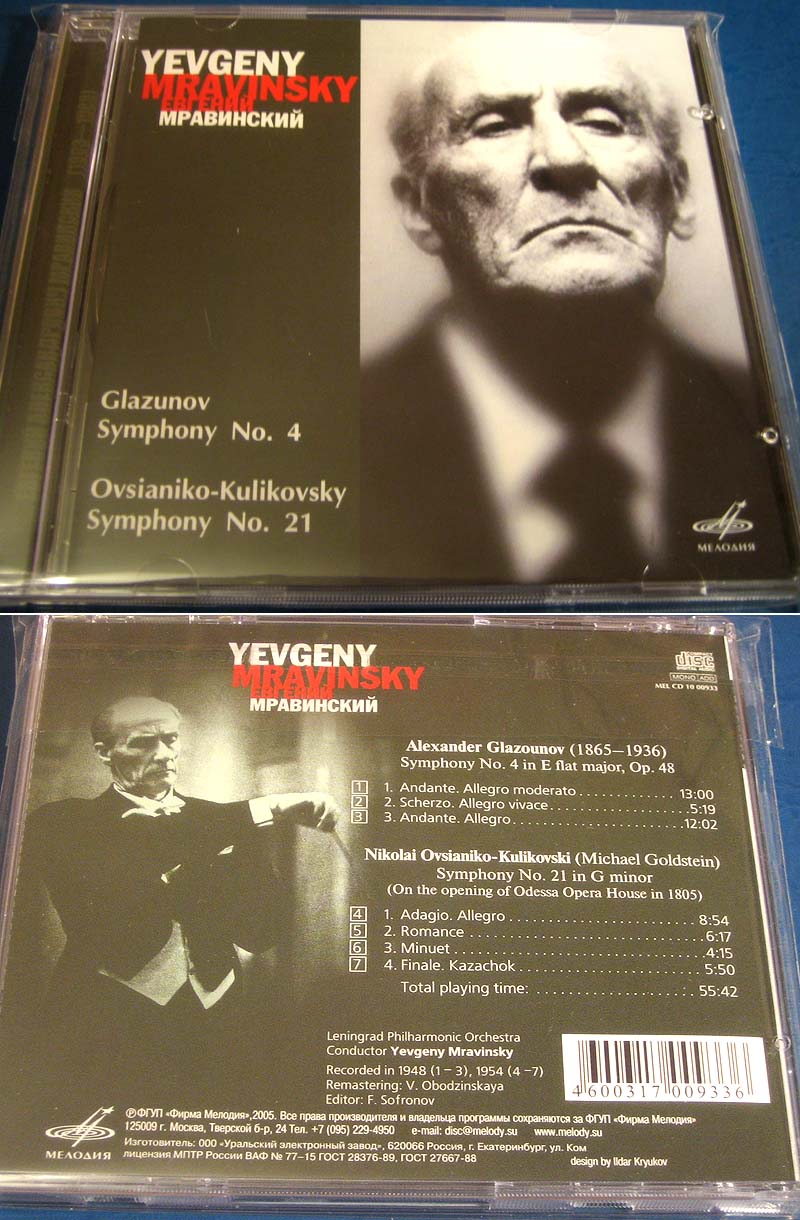 YEVGENY
MRAVINSKY
ЕВГЕНИЙ
МРАВИНСКИЙ
Glazunov
Symphony No. 4
Ovsianiko-Kulikovsky
Symphony No. 21
МЕЛОДИЯ
YEVGENY
MRAVINSKY
ЕВГЕНИЙ
МРАВИНСКИЙ
COMPACT
disc
DIGITAL AUDIO
MONO ADD
MEL CD 10 00933
Alexander Glazounov (1865—1936)
Symphony No. 4 in E flat major, Op. 48
1 1. Andante. Allegro moderato 13:00
2 2. Scherzo. Allegro vivace 5:19
3 3. Andante. Allegro 12:02
Nikolai Ovsianiko-Kulikovski (Michael Goldstein)
Symphony No. 21 in G minor
(On the opening of Odessa Opera House in 1805)
4 1. Adagio. Allegro 8:54
5 2. Romance 6:17
6 3. Minuet 4:15
7 4. Finale. Kazachok 5:50
Total playing time: 55:42
Leningrad Philharmonic Orchestra
Conductor Yevgeny Mravinsky
Recorded in 1948 (1 – 3), 1954 (4 –7)
Remastering: V. Obodzinskaya
Editor: F. Sofronov
4 600317 009336
МЕЛОДИЯ
℗ФГУП «Фирма Мелодия»,2005. Все права производителя и владельца программы сохраняются за ФГУП «Фирма Мелодия»
125009 г. Москва, Тверской б-р, 24 Тел. +7 (095) 229-4950 e-mail: disc@melody.su www.melody.su
Изготовитель: ООО «Уральский электронный завод», 620066 Россия, г. Екатеринбург, ул. Ком
лицензия МПТР России ВАФ № 77–15 ГОСТ 28376-89, ГОСТ 27667-88
design by Ildar Kryukov